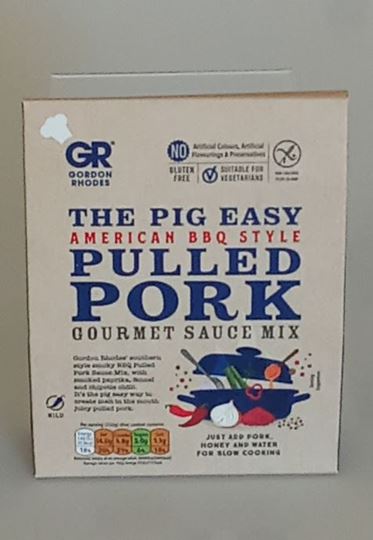 GR
GORDON
RHODES
NO Artificial Colours, Artificial
Flavourings & Preservatives
GLUTEN
FREE
SUITABLE FOR
VEGETARIANS
THE PIG EASY
AMERICAN BBQ STYLE
PULLED
PORK
GOURMET SAUCE MIX
Gordon Rhodes' southern
style smoky BBQ Pulled
Pork Sauce Mix, with
smoked paprika, fennel
and chipotle chilli.
It's the pig easy way to
create melt in the mouth
juicy pulled pork.
MILD
JUST ADD PORK,
HONEY AND WATER
FOR SLOW COOKING